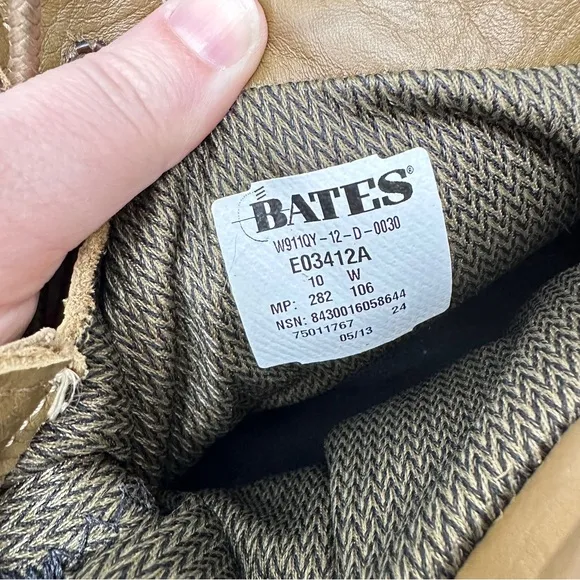 BATES®
W911QY-12-D-0030
E03412A
10 W
MP: 282 106
NSN: 8430016058644
75011767 24
05/13